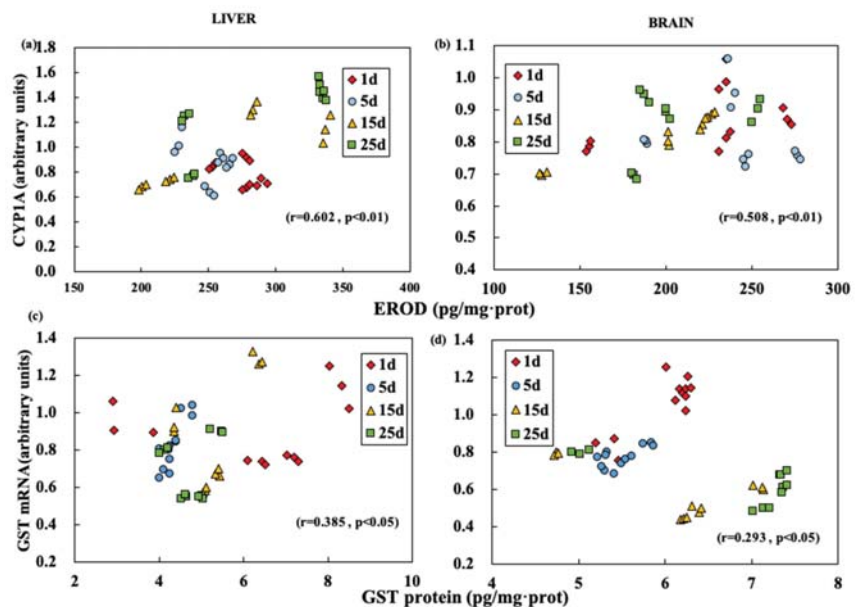 LIVER
BRAIN
(a)
1.8
1.6
1.4
1.2
1.0
0.8
0.6
0.4
0.2
0.0
CYP1A (arbitrary units)
1d
5d
15d
25d
(r=0.602 , p<0.01)
150
200
250
300
350
400
(b)
1.1
1.0
0.9
0.8
0.7
0.6
0.5
0.4
1d
5d
15d
25d
(r=0.508 , p<0.01)
100
150
200
250
300
EROD (pg/mg·prot)
(c)
1.4
1.2
1.0
0.8
0.6
0.4
0.2
GST mRNA(arbitrary units)
1d
5d
15d
25d
(r=0.385 , p<0.05)
2
4
6
8
10
(d)
1.4
1.2
1.0
0.8
0.6
0.4
0.2
0.0
1d
5d
15d
25d
(r=0.293 , p<0.05)
4
5
6
7
8
GST protein (pg/mg·prot)